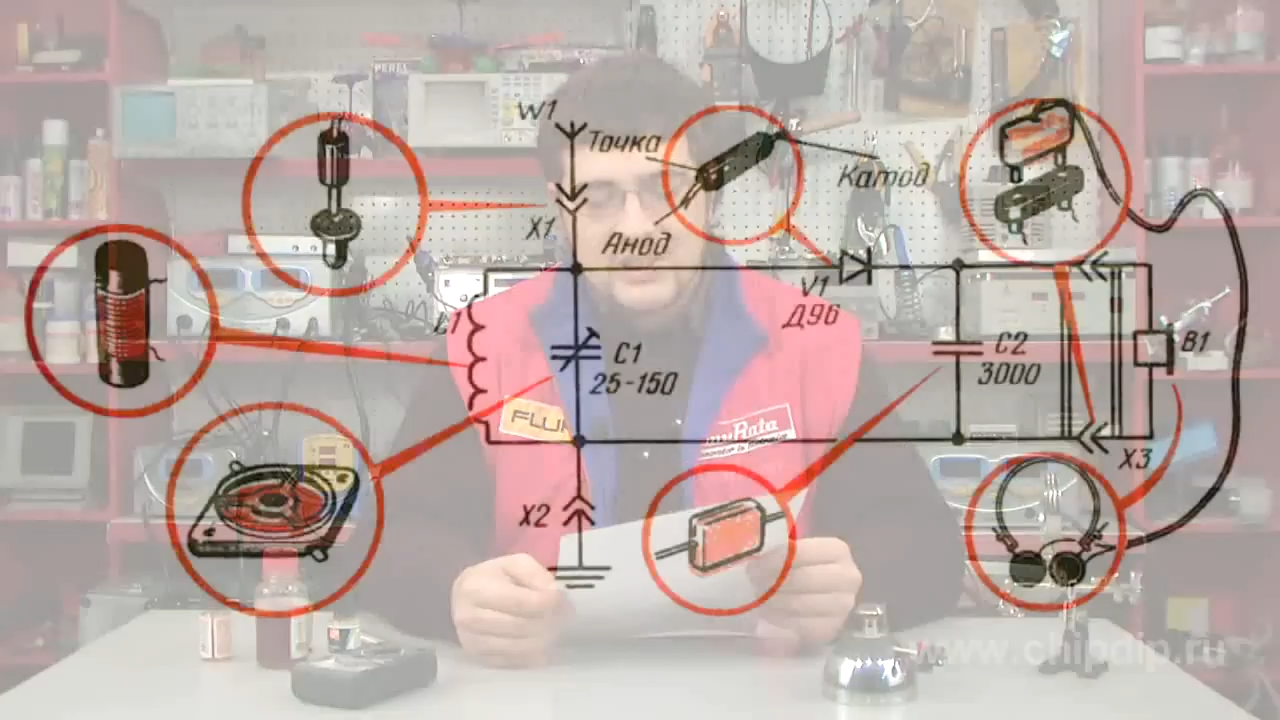 W1
Точка
Катод
X1
Анод
L1
V1
Д9Б
C1
25-150
C2
3000
B1
FLUK
muRata
X3
X2
www.chipdip.ru